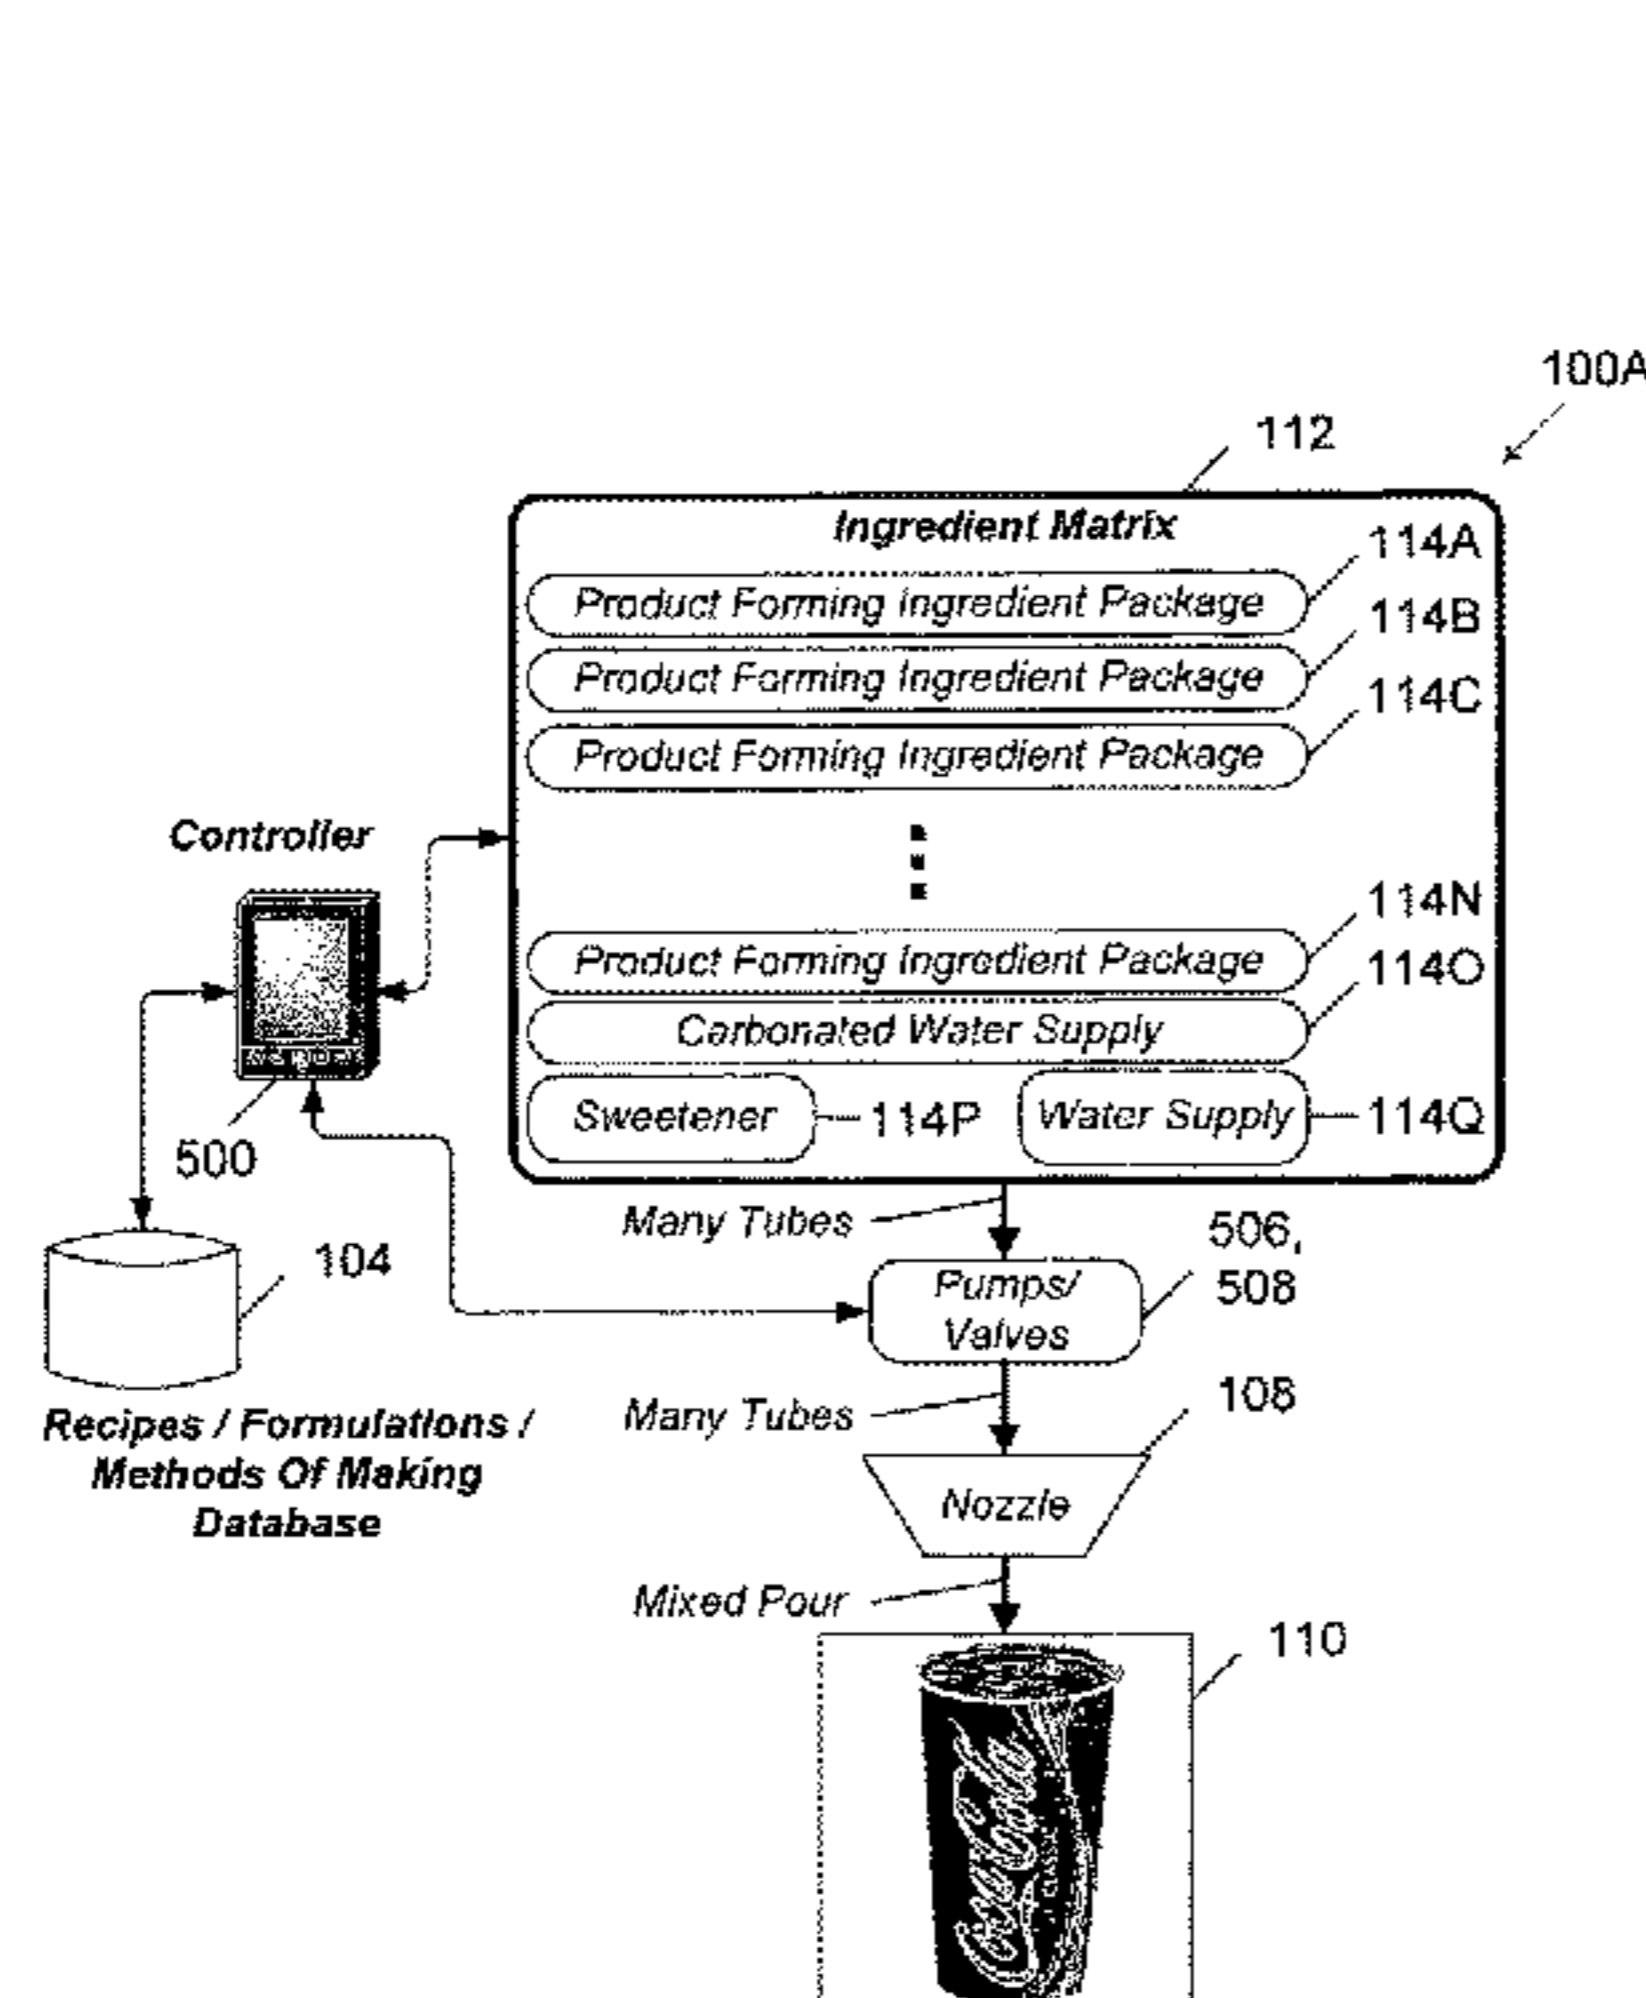 100A
112
Ingredient Matrix
114A
Product Forming Ingredient Package
114B
Product Forming Ingredient Package
114C
Product Forming Ingredient Package
Controller
114N
Product Forming Ingredient Package
114O
Carbonated Water Supply
Sweetener
114P
Water Supply
114Q
500
Many Tubes
506,
508
104
Pumps/
Valves
Recipes / Formulations /
Methods Of Making
Database
Many Tubes
108
Nozzle
Mixed Pour
110
Coca-Cola